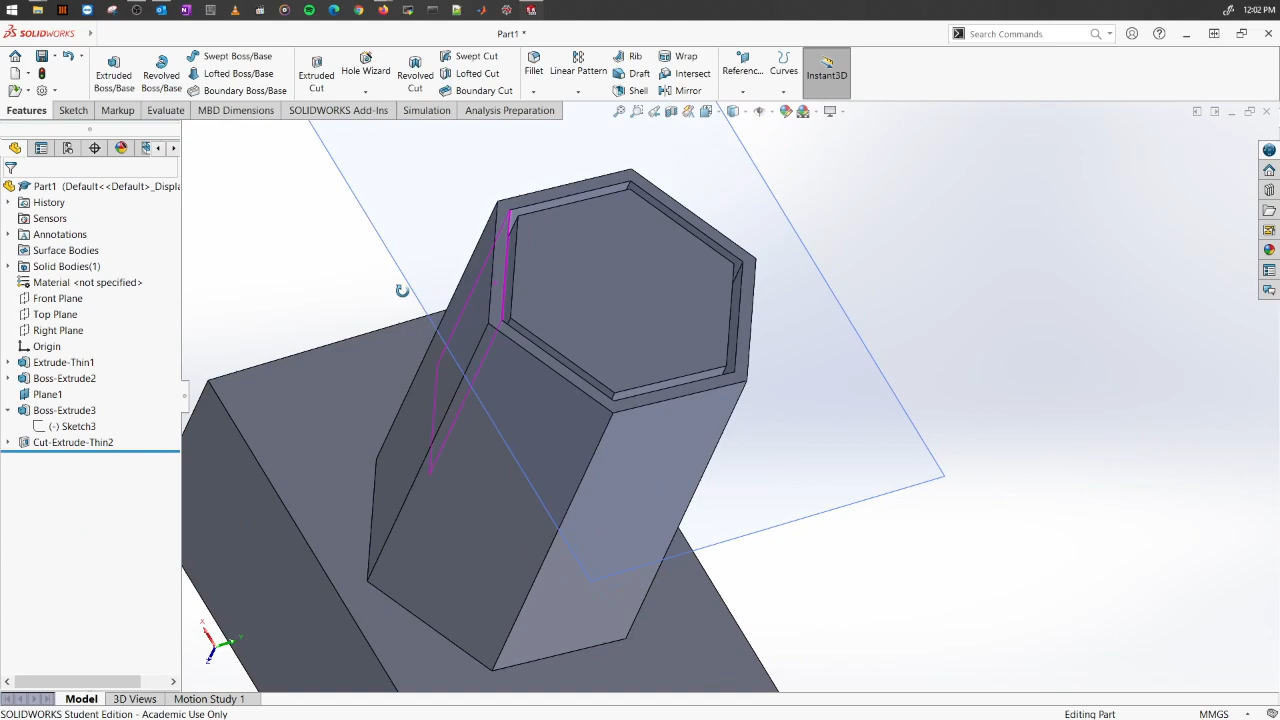 12:02 PM
SOLIDWORKS
Part1 *
Search Commands
Extruded Boss/Base
Revolved Boss/Base
Swept Boss/Base
Lofted Boss/Base
Boundary Boss/Base
Extruded Cut
Hole Wizard
Revolved Cut
Swept Cut
Lofted Cut
Boundary Cut
Fillet
Linear Pattern
Rib
Draft
Shell
Wrap
Intersect
Mirror
Referenc...
Curves
Instant3D
Features
Sketch
Markup
Evaluate
MBD Dimensions
SOLIDWORKS Add-Ins
Simulation
Analysis Preparation
Part1 (Default<<Default>_Displa
History
Sensors
Annotations
Surface Bodies
Solid Bodies(1)
Material <not specified>
Front Plane
Top Plane
Right Plane
Origin
Extrude-Thin1
Boss-Extrude2
Plane1
Boss-Extrude3
(-) Sketch3
Cut-Extrude-Thin2
X
Y
Z
Model
3D Views
Motion Study 1
SOLIDWORKS Student Edition - Academic Use Only
Editing Part
MMGS